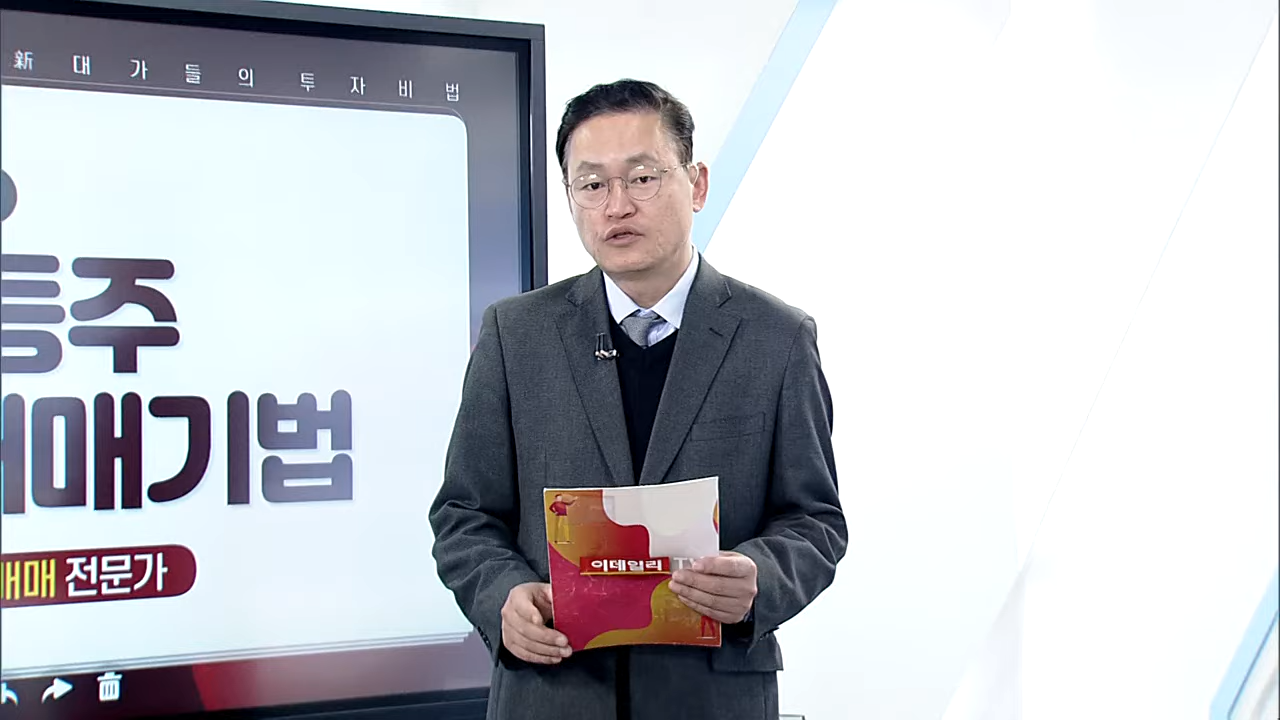 新 대가들의 투자비법
등주
매매기법
매매 전문가
이데일리 TV